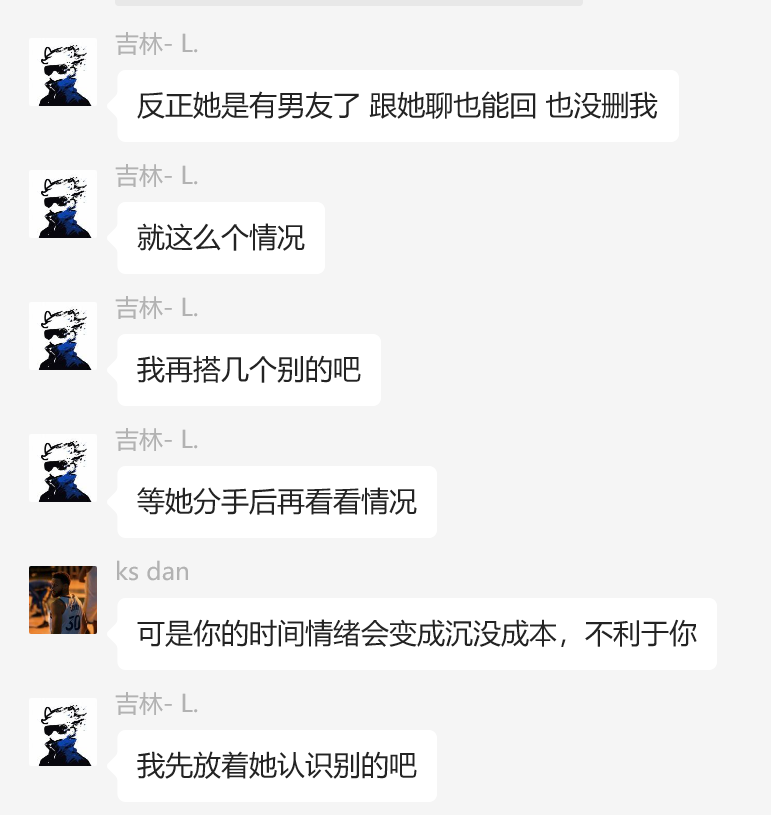 吉林- L.
反正她是有男友了 跟她聊也能回 也没删我
吉林- L.
就这么个情况
吉林- L.
我再搭几个别的吧
吉林- L.
等她分手后再看看情况
ks dan
30
可是你的时间情绪会变成沉没成本，不利于你
吉林- L.
我先放着她认识别的吧